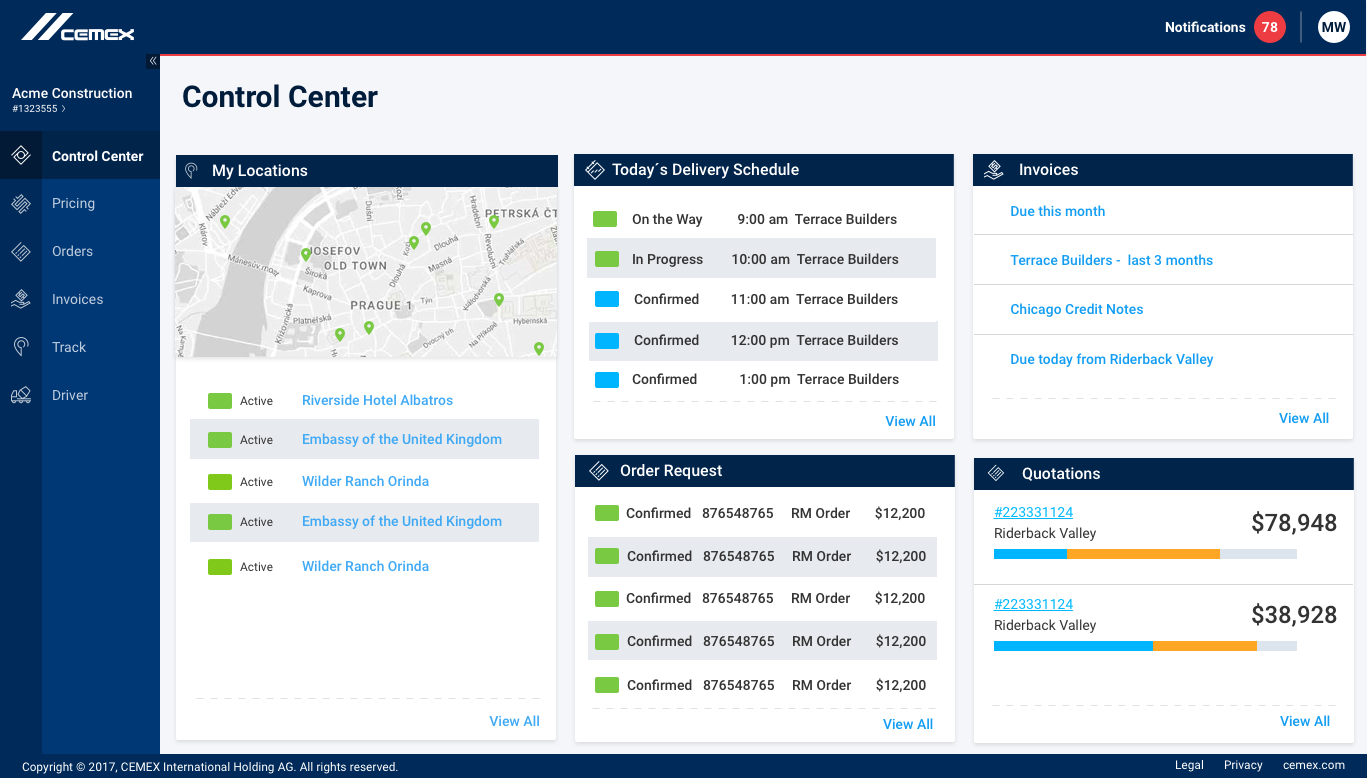 CEMEX
Notifications 78 MW
«
Acme Construction
#1323555 >
Control Center
Pricing
Orders
Invoices
Track
Driver
Control Center
My Locations
Nábřeží Edv
Klárov
Mánesův most
Kozí
Dušní
JOSEFOV
OLD TOWN
Široká
Kaprova
Dlouhá
Dlouhá
Masná
Týn
Hradební
Revoluční
PETRSKÁ ČT
Truhlářská
PRAGUE 1
Platnéřská
Křižovnická
Královodvorská
Ovocný trh
Na Příkopě
Hybernská
Active Riverside Hotel Albatros
Active Embassy of the United Kingdom
Active Wilder Ranch Orinda
Active Embassy of the United Kingdom
Active Wilder Ranch Orinda
View All
Today´s Delivery Schedule
On the Way 9:00 am Terrace Builders
In Progress 10:00 am Terrace Builders
Confirmed 11:00 am Terrace Builders
Confirmed 12:00 pm Terrace Builders
Confirmed 1:00 pm Terrace Builders
View All
Order Request
Confirmed 876548765 RM Order $12,200
Confirmed 876548765 RM Order $12,200
Confirmed 876548765 RM Order $12,200
Confirmed 876548765 RM Order $12,200
Confirmed 876548765 RM Order $12,200
View All
Invoices
Due this month
Terrace Builders - last 3 months
Chicago Credit Notes
Due today from Riderback Valley
View All
Quotations
#223331124
Riderback Valley
$78,948
#223331124
Riderback Valley
$38,928
View All
Copyright © 2017, CEMEX International Holding AG. All rights reserved.
Legal Privacy cemex.com